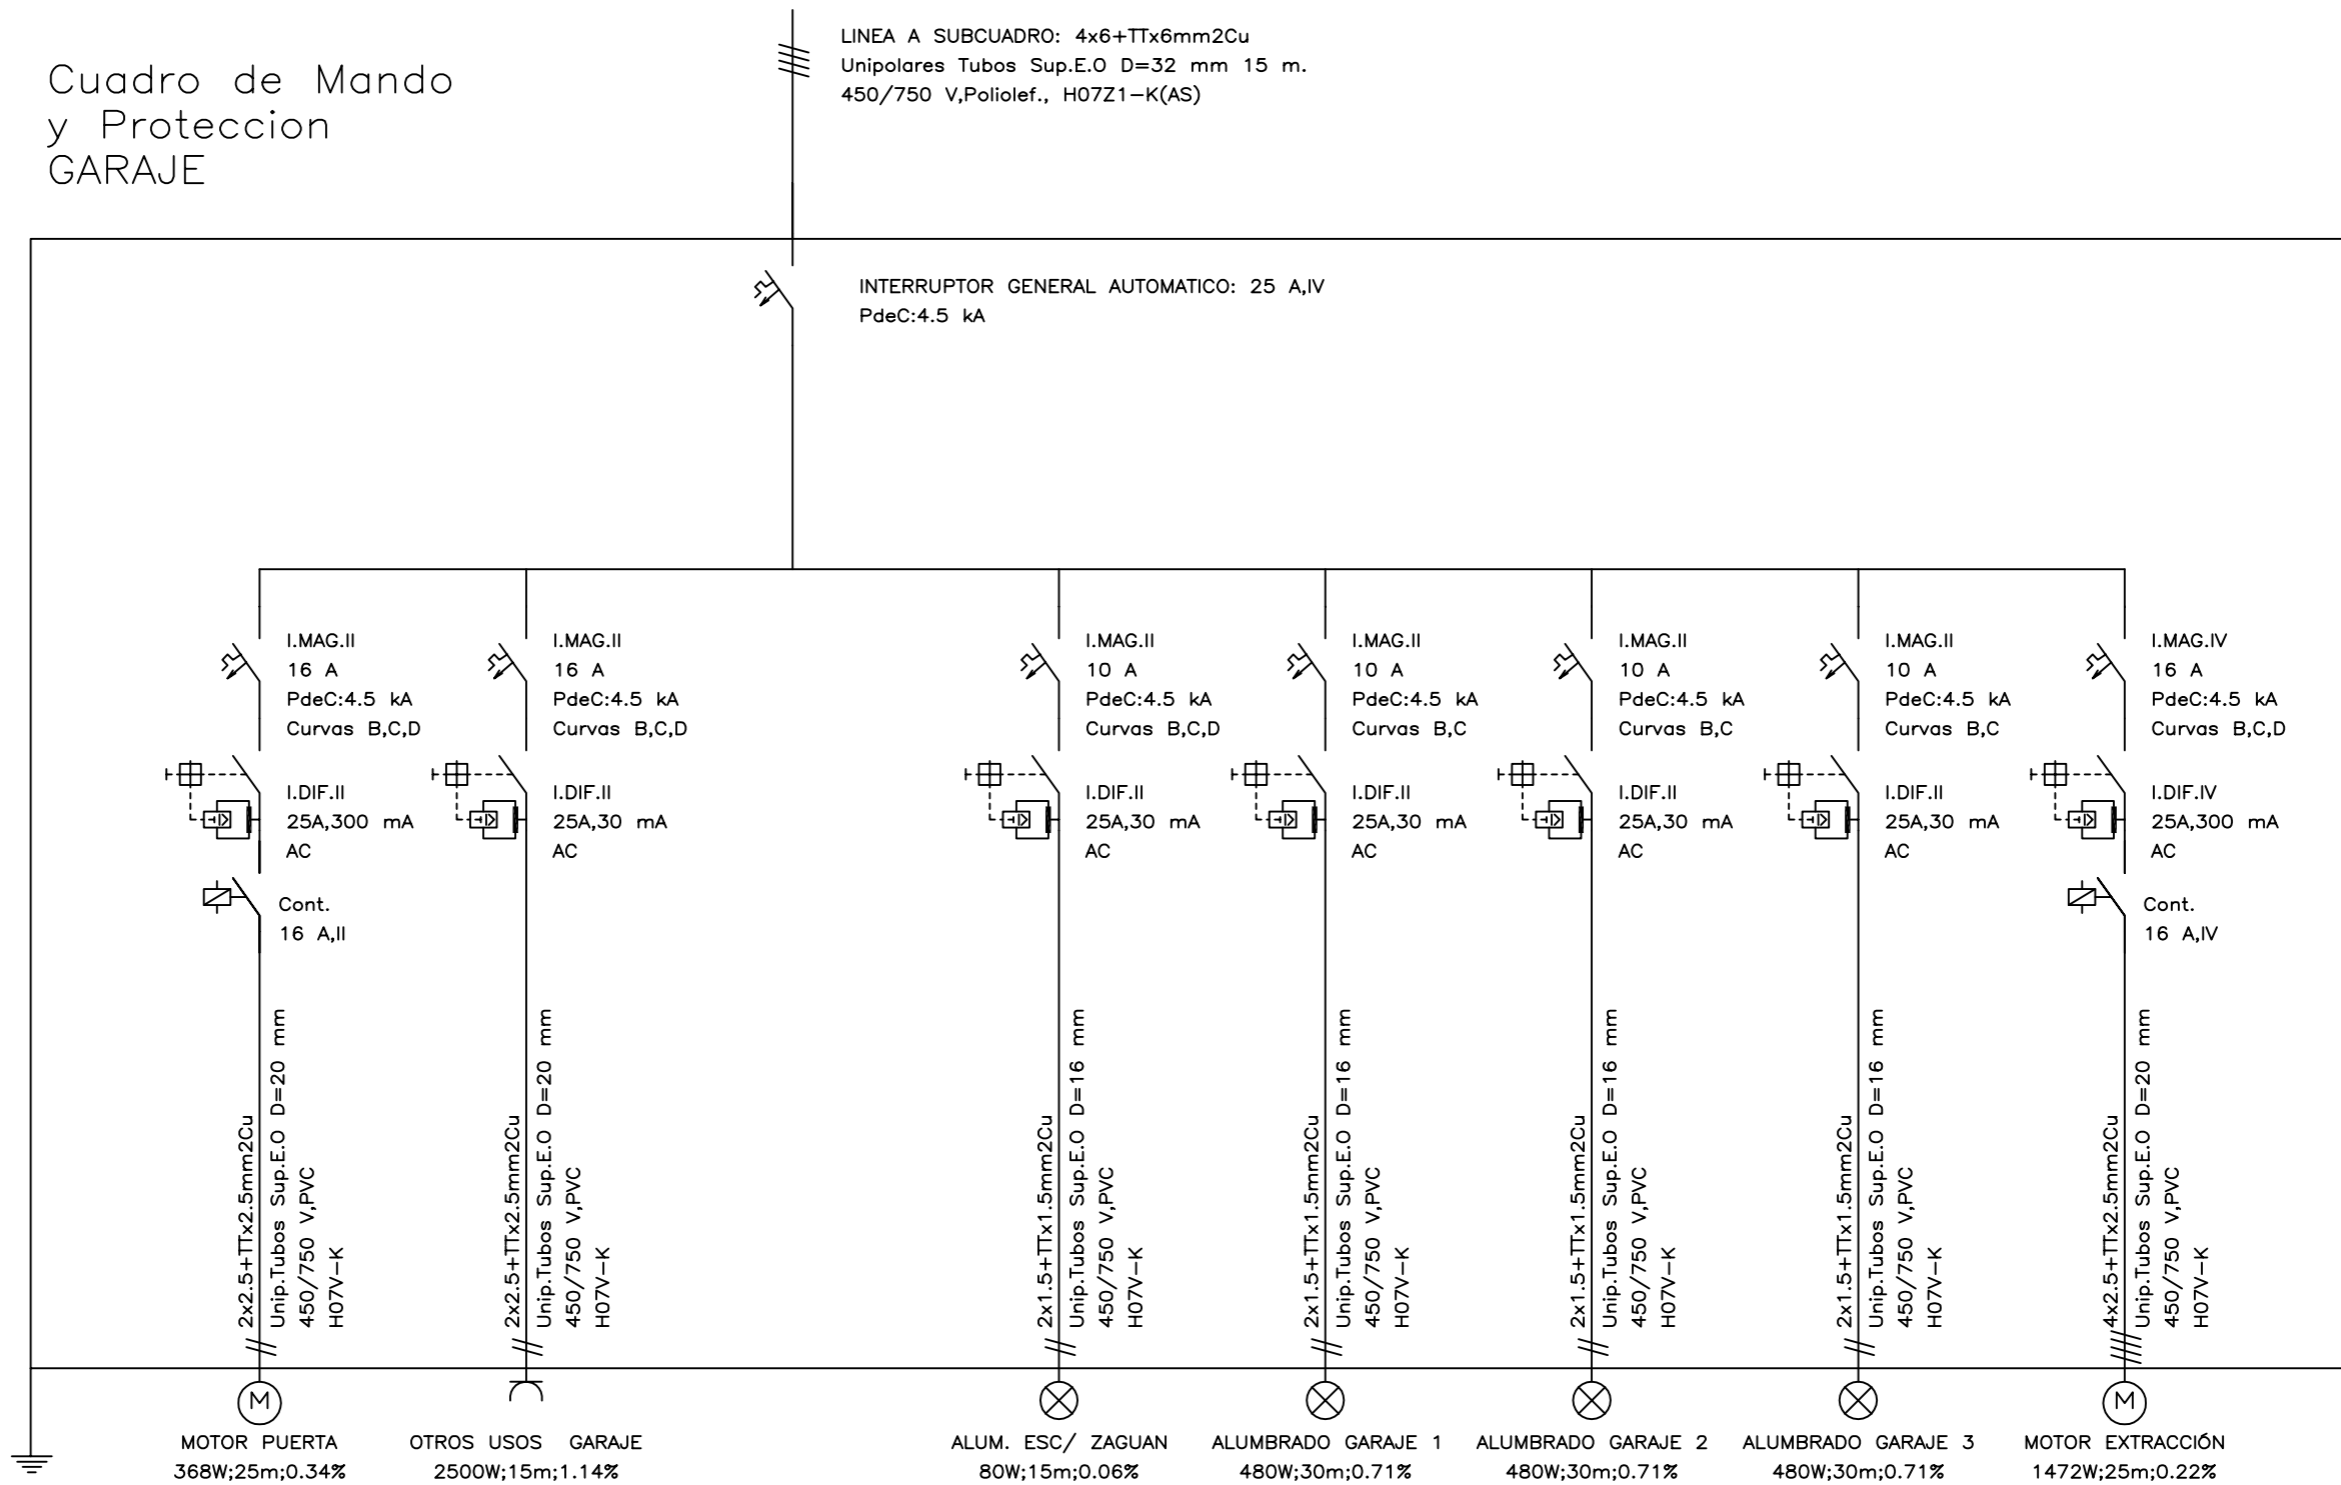 Cuadro de Mando
y Proteccion
GARAJE
LINEA A SUBCUADRO: 4x6+TTx6mm2Cu
Unipolares Tubos Sup.E.O D=32 mm 15 m.
450/750 V,Poliolef., H07Z1-K(AS)
INTERRUPTOR GENERAL AUTOMATICO: 25 A,IV
PdeC:4.5 kA
I.MAG.II
16 A
PdeC:4.5 kA
Curvas B,C,D
I.DIF.II
25A,300 mA
AC
Cont.
16 A,II
2x2.5+TTx2.5mm2Cu
Unip.Tubos Sup.E.O D=20 mm
450/750 V,PVC
H07V-K
M
MOTOR PUERTA
368W;25m;0.34%
I.MAG.II
16 A
PdeC:4.5 kA
Curvas B,C,D
I.DIF.II
25A,30 mA
AC
2x2.5+TTx2.5mm2Cu
Unip.Tubos Sup.E.O D=20 mm
450/750 V,PVC
H07V-K
OTROS USOS GARAJE
2500W;15m;1.14%
I.MAG.II
10 A
PdeC:4.5 kA
Curvas B,C,D
I.DIF.II
25A,30 mA
AC
2x1.5+TTx1.5mm2Cu
Unip.Tubos Sup.E.O D=16 mm
450/750 V,PVC
H07V-K
ALUM. ESC/ ZAGUAN
80W;15m;0.06%
I.MAG.II
10 A
PdeC:4.5 kA
Curvas B,C
I.DIF.II
25A,30 mA
AC
2x1.5+TTx1.5mm2Cu
Unip.Tubos Sup.E.O D=16 mm
450/750 V,PVC
H07V-K
ALUMBRADO GARAJE 1
480W;30m;0.71%
I.MAG.II
10 A
PdeC:4.5 kA
Curvas B,C
I.DIF.II
25A,30 mA
AC
2x1.5+TTx1.5mm2Cu
Unip.Tubos Sup.E.O D=16 mm
450/750 V,PVC
H07V-K
ALUMBRADO GARAJE 2
480W;30m;0.71%
I.MAG.II
10 A
PdeC:4.5 kA
Curvas B,C
I.DIF.II
25A,30 mA
AC
2x1.5+TTx1.5mm2Cu
Unip.Tubos Sup.E.O D=16 mm
450/750 V,PVC
H07V-K
ALUMBRADO GARAJE 3
480W;30m;0.71%
I.MAG.IV
16 A
PdeC:4.5 kA
Curvas B,C,D
I.DIF.IV
25A,300 mA
AC
Cont.
16 A,IV
4x2.5+TTx2.5mm2Cu
Unip.Tubos Sup.E.O D=20 mm
450/750 V,PVC
H07V-K
M
MOTOR EXTRACCIÓN
1472W;25m;0.22%